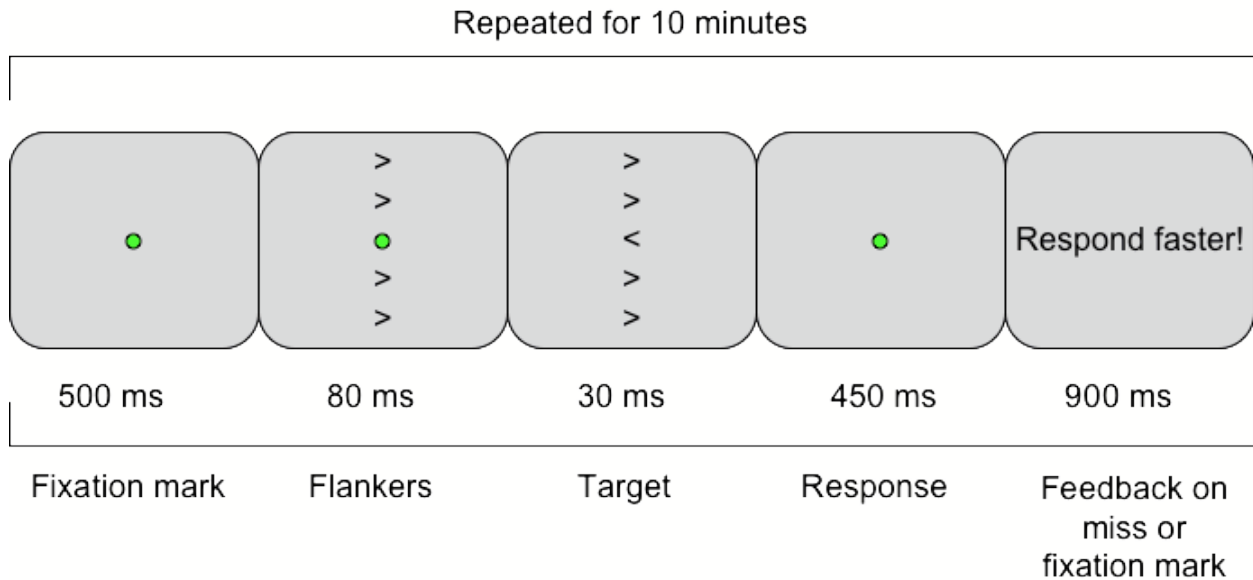 Repeated for 10 minutes
>
>
>
>
>
>
<
>
>
Respond faster!
500 ms
80 ms
30 ms
450 ms
900 ms
Fixation mark
Flankers
Target
Response
Feedback on
miss or
fixation mark